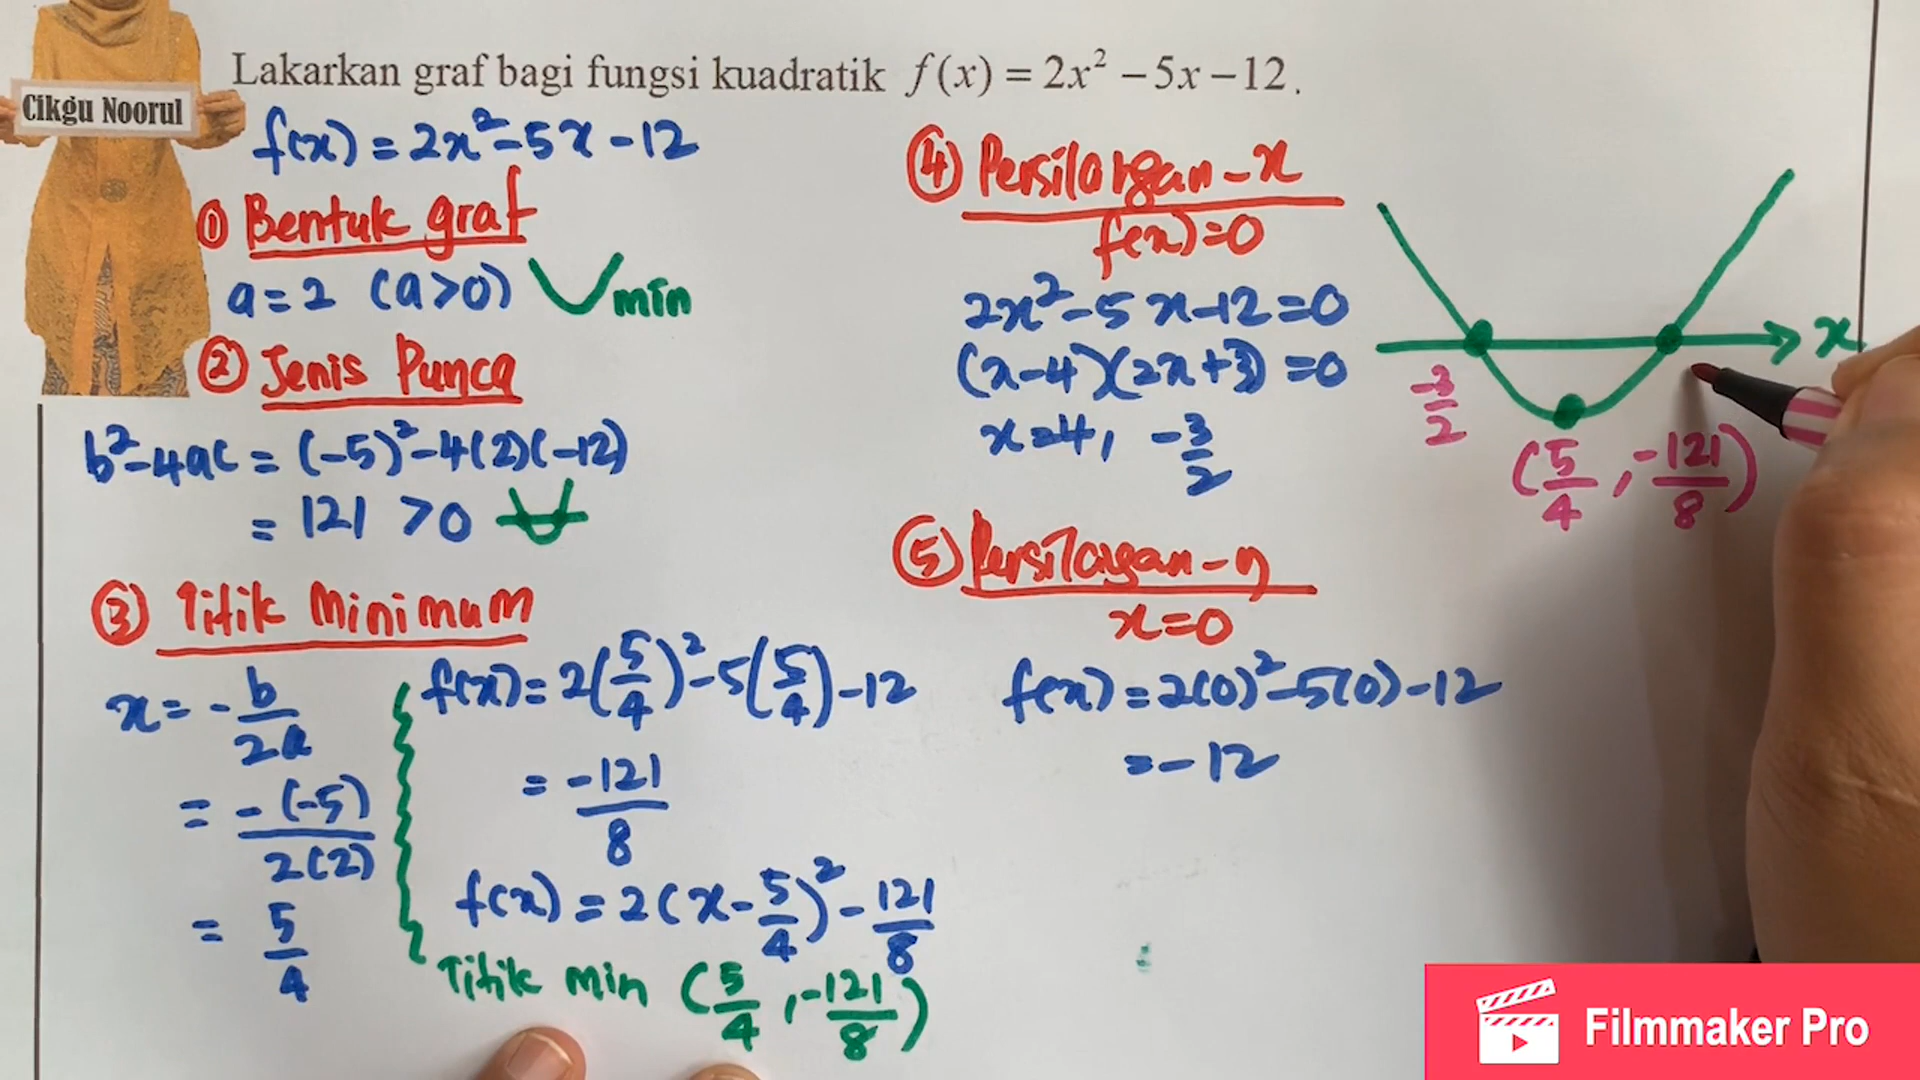 Lakarkan graf bagi fungsi kuadratik f(x) = 2x² − 5x − 12.
Cikgu Noorul
f(x) = 2x² − 5x − 12
① Bentuk graf
a = 2 (a > 0) min
② Jenis Punca
b² − 4ac = (−5)² − 4(2)(−12)
= 121 > 0
③ Titik Minimum
x = −b/2a
= −(−5)/2(2)
= 5/4
f(x) = 2(5/4)² − 5(5/4) − 12
= −121/8
f(x) = 2(x − 5/4)² − 121/8
Titik Min (5/4, −121/8)
④ Persilangan-x
f(x) = 0
2x² − 5x − 12 = 0
(x − 4)(2x + 3) = 0
x = 4, −3/2
⑤ Persilangan-y
x = 0
f(x) = 2(0)² − 5(0) − 12
= −12
x
−3/2
(5/4, −121/8)
Filmmaker Pro